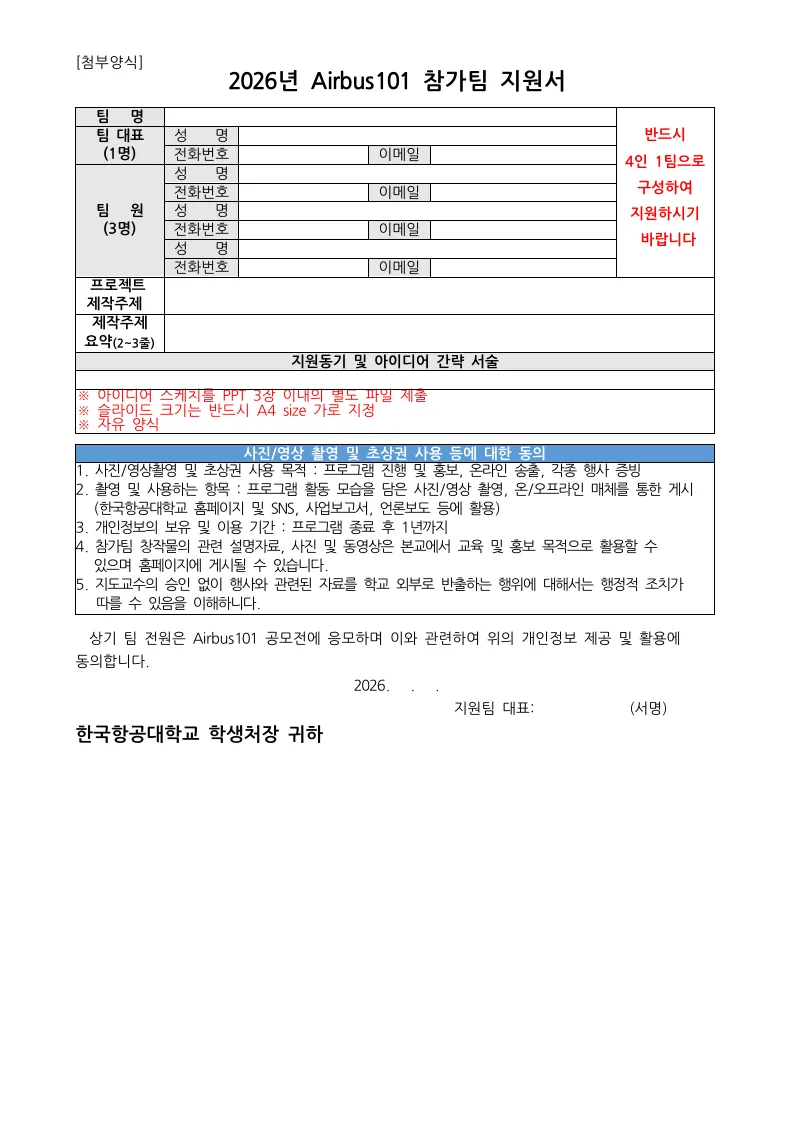 [첨부양식]
2026년 Airbus101 참가팀 지원서
팀 명
팀 대표
(1명)
성 명
전화번호 이메일
팀 원
(3명)
성 명
전화번호 이메일
성 명
전화번호 이메일
성 명
전화번호 이메일
반드시
4인 1팀으로
구성하여
지원하시기
바랍니다
프로젝트
제작주제
제작주제
요약(2~3줄)
지원동기 및 아이디어 간략 서술
※ 아이디어 스케치를 PPT 3장 이내의 별도 파일 제출
※ 슬라이드 크기는 반드시 A4 size 가로 지정
※ 자유 양식
사진/영상 촬영 및 초상권 사용 등에 대한 동의
1. 사진/영상촬영 및 초상권 사용 목적 : 프로그램 진행 및 홍보, 온라인 송출, 각종 행사 증빙
2. 촬영 및 사용하는 항목 : 프로그램 활동 모습을 담은 사진/영상 촬영, 온/오프라인 매체를 통한 게시
(한국항공대학교 홈페이지 및 SNS, 사업보고서, 언론보도 등에 활용)
3. 개인정보의 보유 및 이용 기간 : 프로그램 종료 후 1년까지
4. 참가팀 창작물의 관련 설명자료, 사진 및 동영상은 본교에서 교육 및 홍보 목적으로 활용할 수
있으며 홈페이지에 게시될 수 있습니다.
5. 지도교수의 승인 없이 행사와 관련된 자료를 학교 외부로 반출하는 행위에 대해서는 행정적 조치가
따를 수 있음을 이해하니다.
상기 팀 전원은 Airbus101 공모전에 응모하며 이와 관련하여 위의 개인정보 제공 및 활용에
동의합니다.
2026. . .
지원팀 대표: (서명)
한국항공대학교 학생처장 귀하